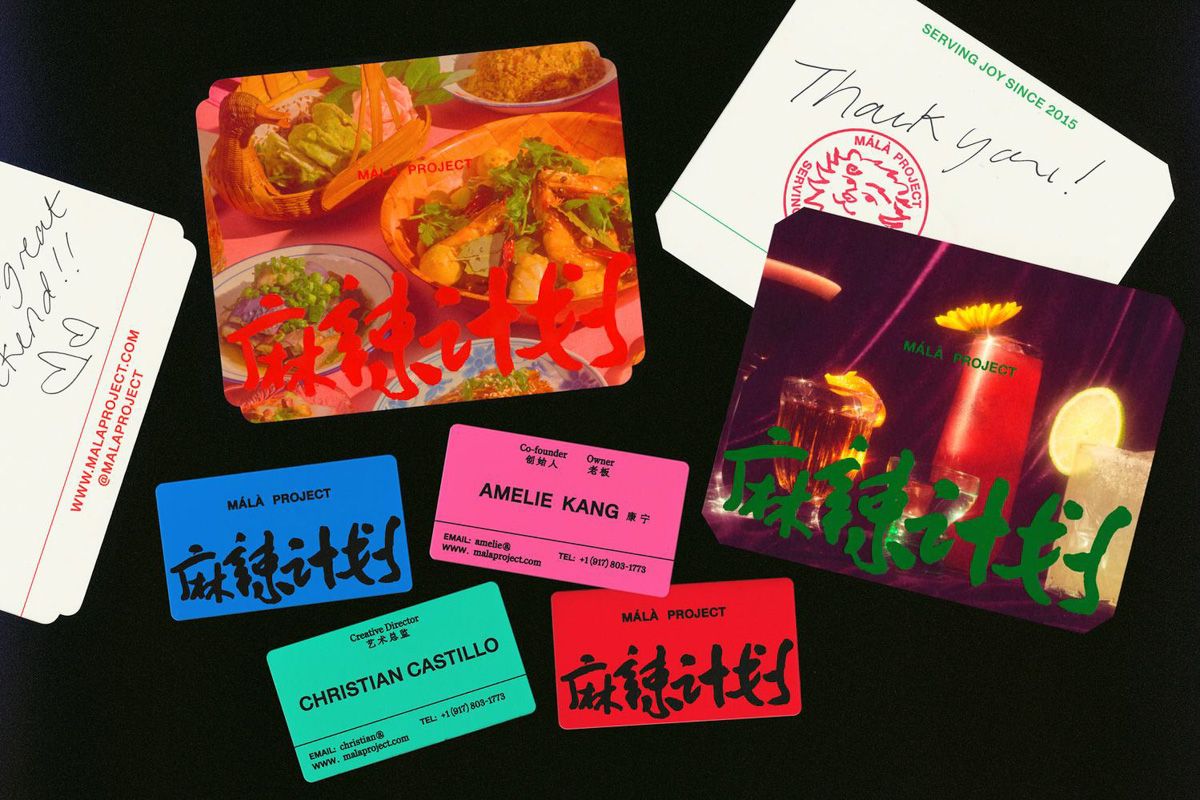 MÁLÀ PROJECT
麻辣计划
SERVING JOY SINCE 2015
Thank you!
MÁLÀ PROJECT
SERVING
great
!!
WWW.MALAPROJECT.COM
@MALAPROJECT
MÁLÀ PROJECT
麻辣计划
MÁLÀ PROJECT
麻辣计划
Co-founder Owner
创始人 老板
AMELIE KANG 康宁
EMAIL: amelie@
WWW. malaproject.com
TEL: +1 (917) 803-1773
Creative Director
艺术总监
CHRISTIAN CASTILLO
TEL: +1 (917) 803-1773
EMAIL: christian@
WWW. malaproject.com
MÁLÀ PROJECT
麻辣计划